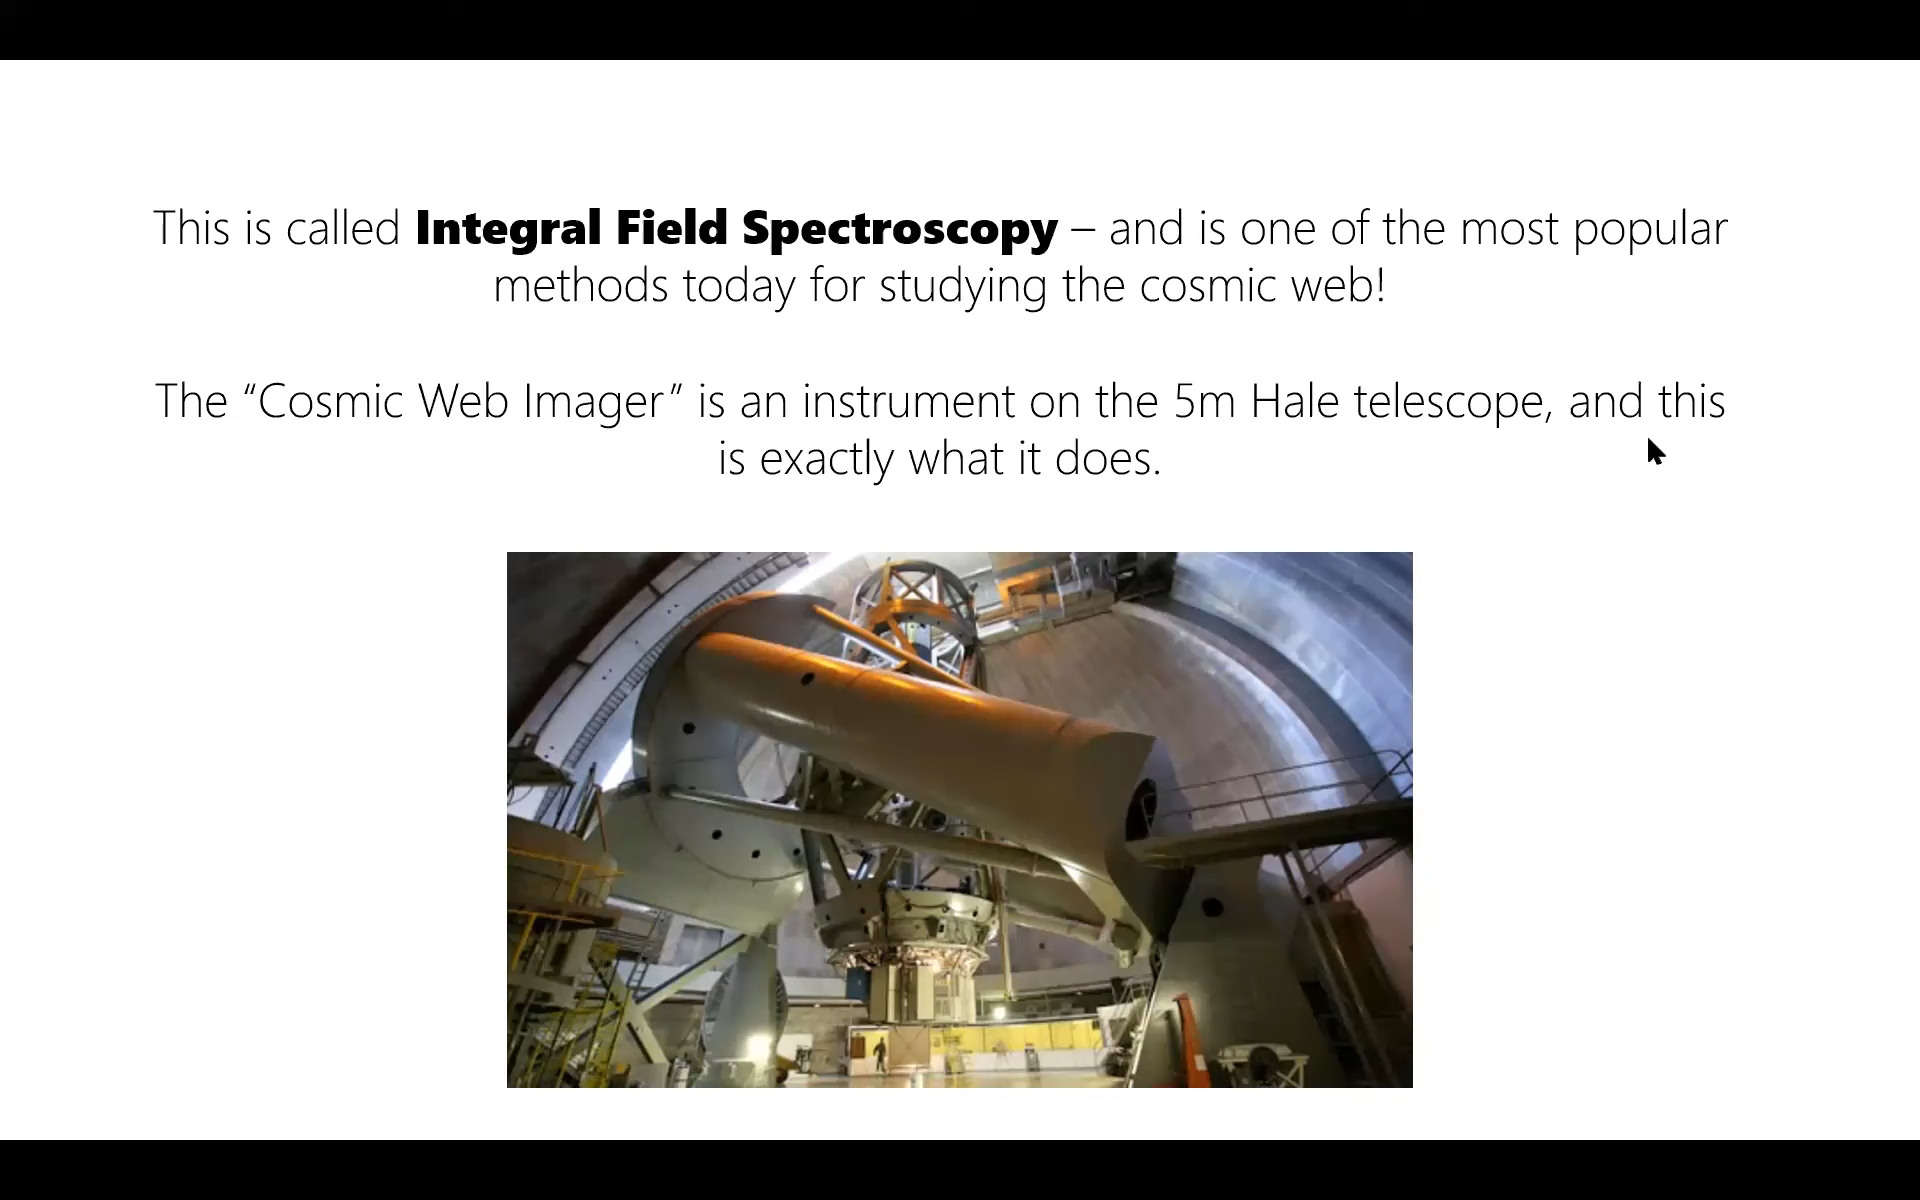 This is called Integral Field Spectroscopy – and is one of the most popular
methods today for studying the cosmic web!
The “Cosmic Web Imager” is an instrument on the 5m Hale telescope, and this
is exactly what it does.